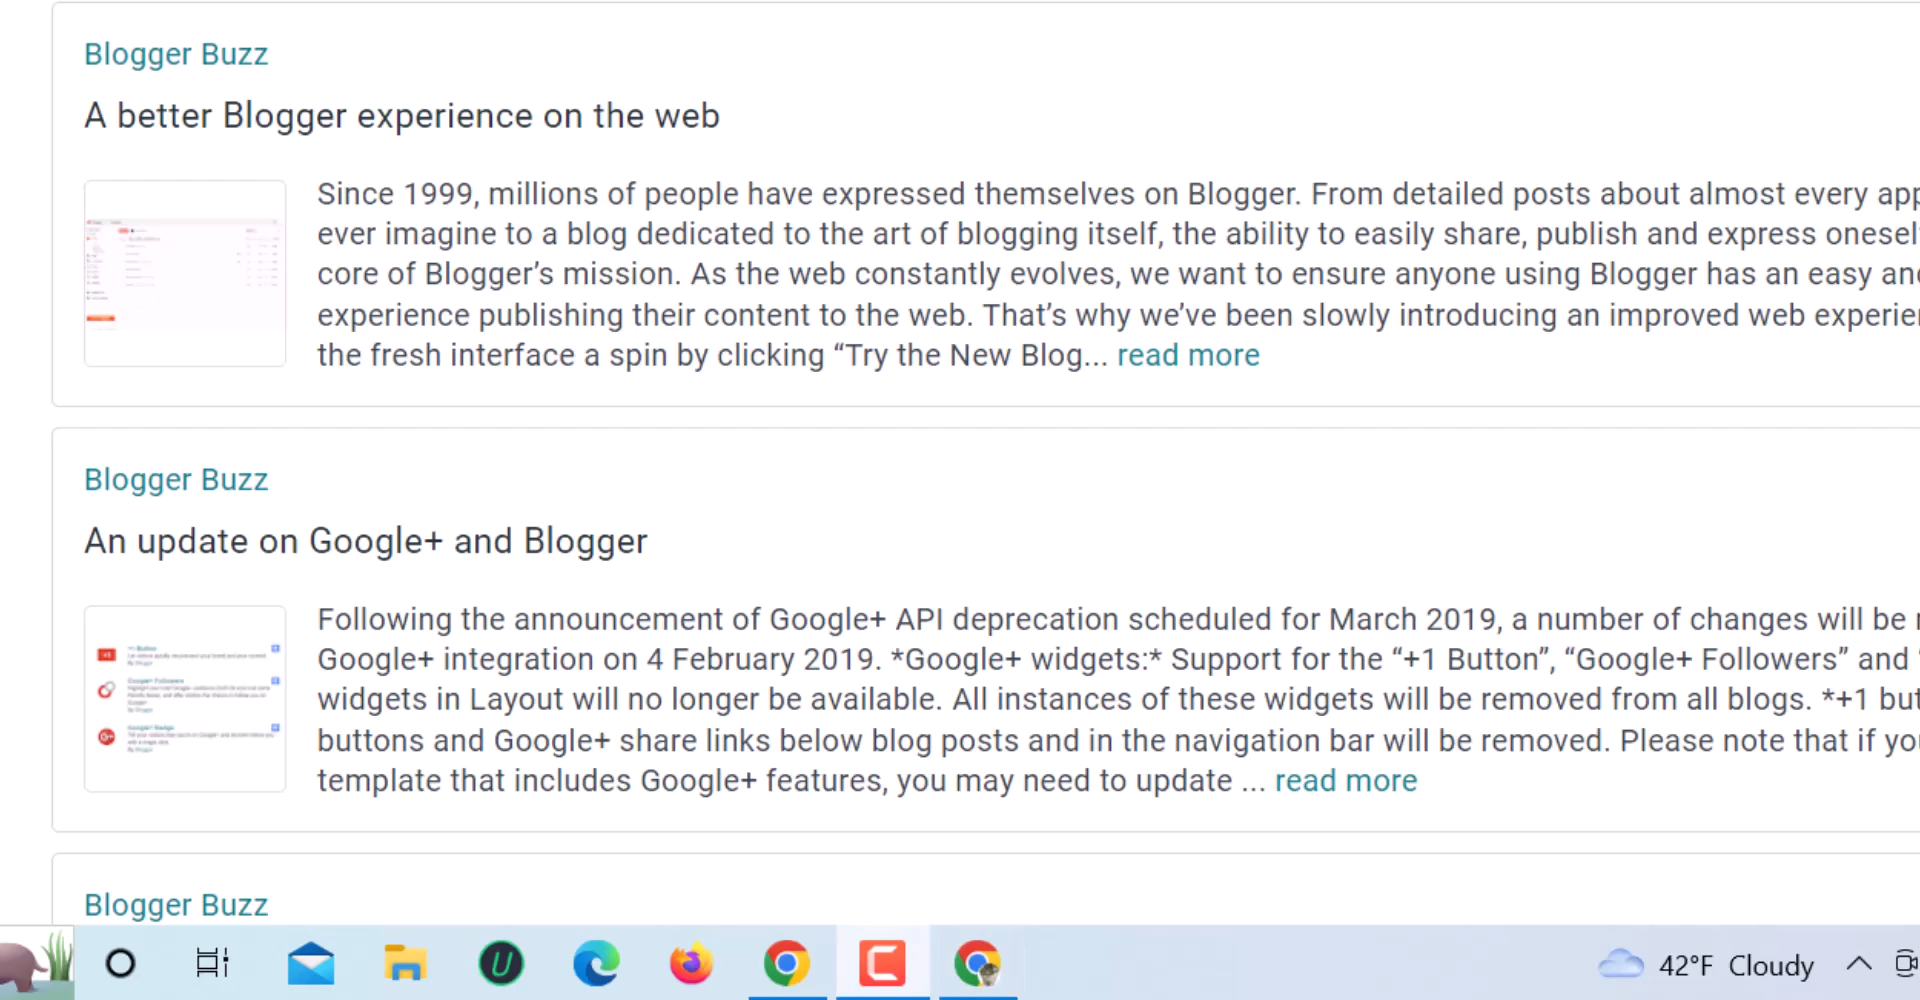 Blogger Buzz
A better Blogger experience on the web
Since 1999, millions of people have expressed themselves on Blogger. From detailed posts about almost every
ever imagine to a blog dedicated to the art of blogging itself, the ability to easily share, publish and express
core of Blogger’s mission. As the web constantly evolves, we want to ensure anyone using Blogger has an easy
experience publishing their content to the web. That’s why we’ve been slowly introducing an improved web
the fresh interface a spin by clicking “Try the New Blog... read more
Blogger Buzz
An update on Google+ and Blogger
Following the announcement of Google+ API deprecation scheduled for March 2019, a number of changes will be
Google+ integration on 4 February 2019. *Google+ widgets:* Support for the “+1 Button”, “Google+ Followers” and
widgets in Layout will no longer be available. All instances of these widgets will be removed from all blogs. *+1
buttons and Google+ share links below blog posts and in the navigation bar will be removed. Please note that if
template that includes Google+ features, you may need to update ... read more
Blogger Buzz
42°F Cloudy